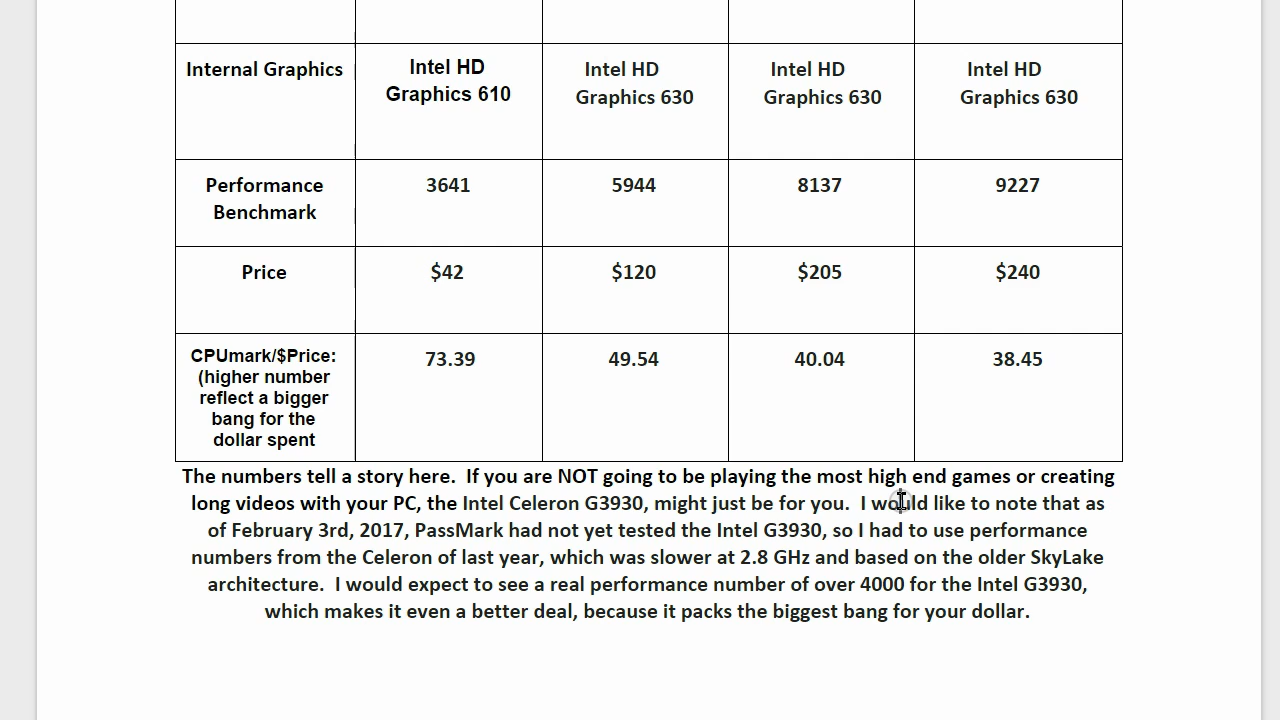 Internal Graphics
Intel HD
Graphics 610
Intel HD
Graphics 630
Intel HD
Graphics 630
Intel HD
Graphics 630
Performance
Benchmark
3641
5944
8137
9227
Price
$42
$120
$205
$240
CPUmark/$Price:
(higher number
reflect a bigger
bang for the
dollar spent
73.39
49.54
40.04
38.45
The numbers tell a story here.  If you are NOT going to be playing the most high end games or creating
long videos with your PC, the Intel Celeron G3930, might just be for you.  I would like to note that as
of February 3rd, 2017, PassMark had not yet tested the Intel G3930, so I had to use performance
numbers from the Celeron of last year, which was slower at 2.8 GHz and based on the older SkyLake
architecture.  I would expect to see a real performance number of over 4000 for the Intel G3930,
which makes it even a better deal, because it packs the biggest bang for your dollar.